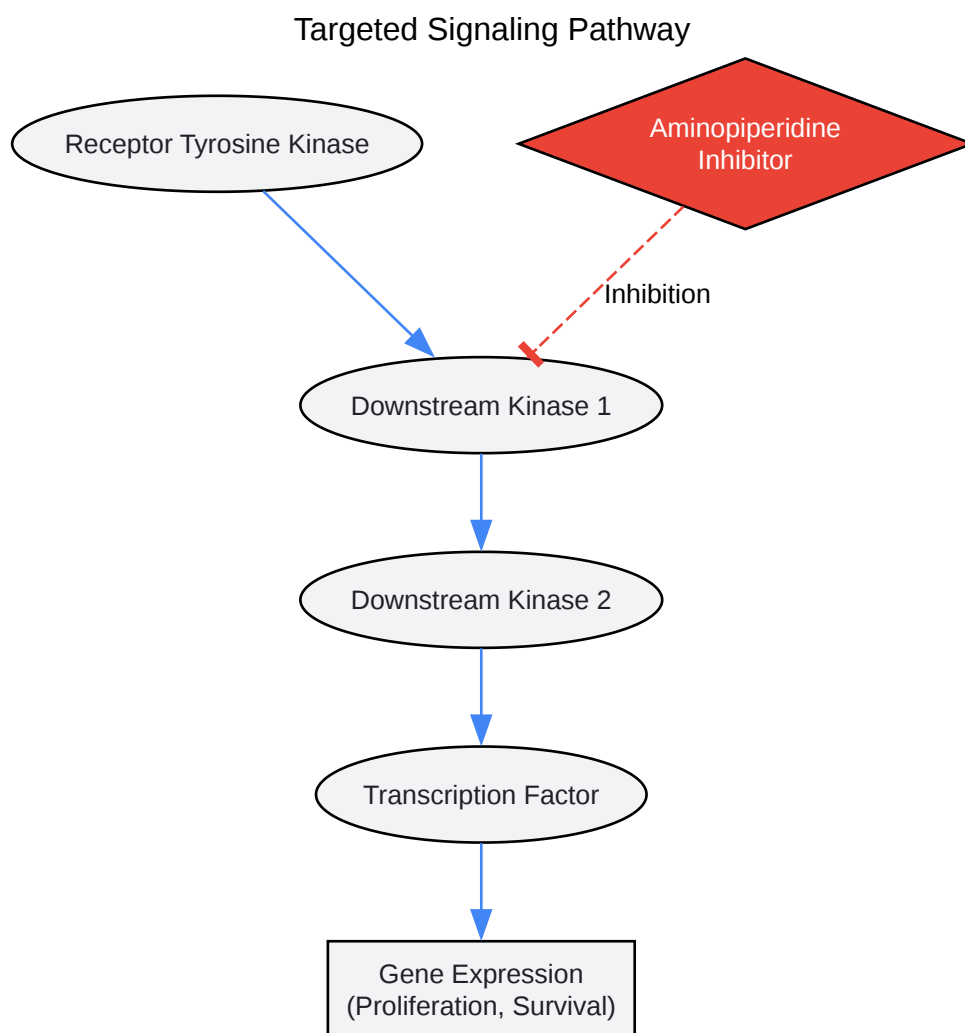 Targeted Signaling Pathway
Receptor Tyrosine Kinase
Aminopiperidine
Inhibitor
Inhibition
Downstream Kinase 1
Downstream Kinase 2
Transcription Factor
Gene Expression
(Proliferation, Survival)